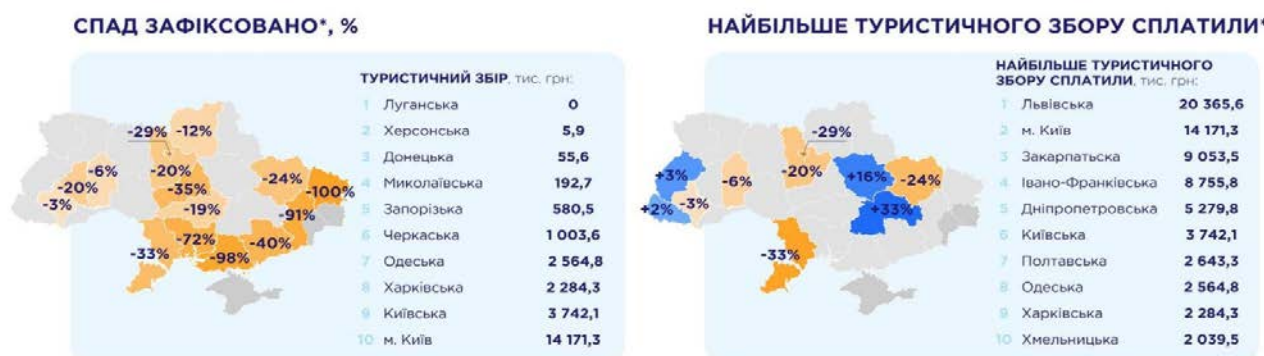 СПАД ЗАФІКСОВАНО*, %
ТУРИСТИЧНИЙ ЗБІР, тис. грн:
1 Луганська 0
2 Херсонська 5,9
3 Донецька 55,6
4 Миколаївська 192,7
5 Запорізька 580,5
6 Черкаська 1 003,6
7 Одеська 2 564,8
8 Харківська 2 284,3
9 Київська 3 742,1
10 м. Київ 14 171,3
-29%
-12%
-6%
-20%
-20%
-3%
-35%
-24%
-100%
-19%
-91%
-72%
-40%
-33%
-98%
НАЙБІЛЬШЕ ТУРИСТИЧНОГО ЗБОРУ СПЛАТИЛИ*
НАЙБІЛЬШЕ ТУРИСТИЧНОГО
ЗБОРУ СПЛАТИЛИ, тис. грн:
1 Львівська 20 365,6
2 м. Київ 14 171,3
3 Закарпатьска 9 053,5
4 Івано-Франківська 8 755,8
5 Дніпропетровська 5 279,8
6 Київська 3 742,1
7 Полтавська 2 643,3
8 Одеська 2 564,8
9 Харківська 2 284,3
10 Хмельницька 2 039,5
-29%
+3%
-6%
-20%
+16%
-24%
+2%
-3%
+33%
-33%